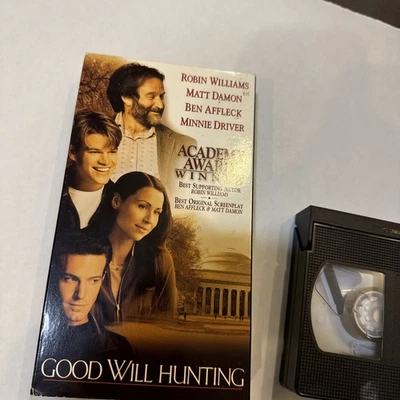 ROBIN WILLIAMS
MATT DAMON
BEN AFFLECK
MINNIE DRIVER
ACADEMY
AWARD
WINNER
BEST SUPPORTING ACTOR
ROBIN WILLIAMS
BEST ORIGINAL SCREENPLAY
BEN AFFLECK & MATT DAMON
GOOD WILL HUNTING